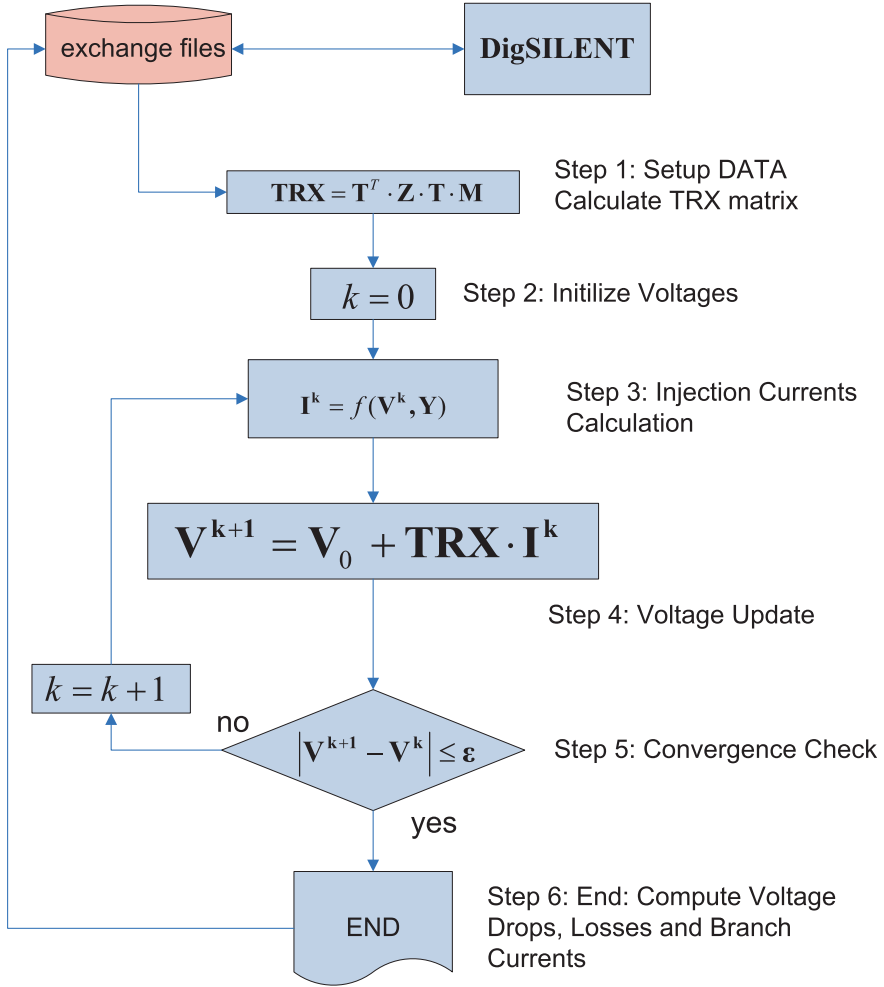 exchange files
DigSILENT
TRX = T^T · Z · T · M
Step 1: Setup DATA
Calculate TRX matrix
k = 0
Step 2: Initilize Voltages
I^k = f(V^k, Y)
Step 3: Injection Currents
Calculation
V^{k+1} = V_0 + TRX · I^k
Step 4: Voltage Update
k = k + 1
no
|V^{k+1} − V^k| ≤ ε
Step 5: Convergence Check
yes
END
Step 6: End: Compute Voltage
Drops, Losses and Branch
Currents